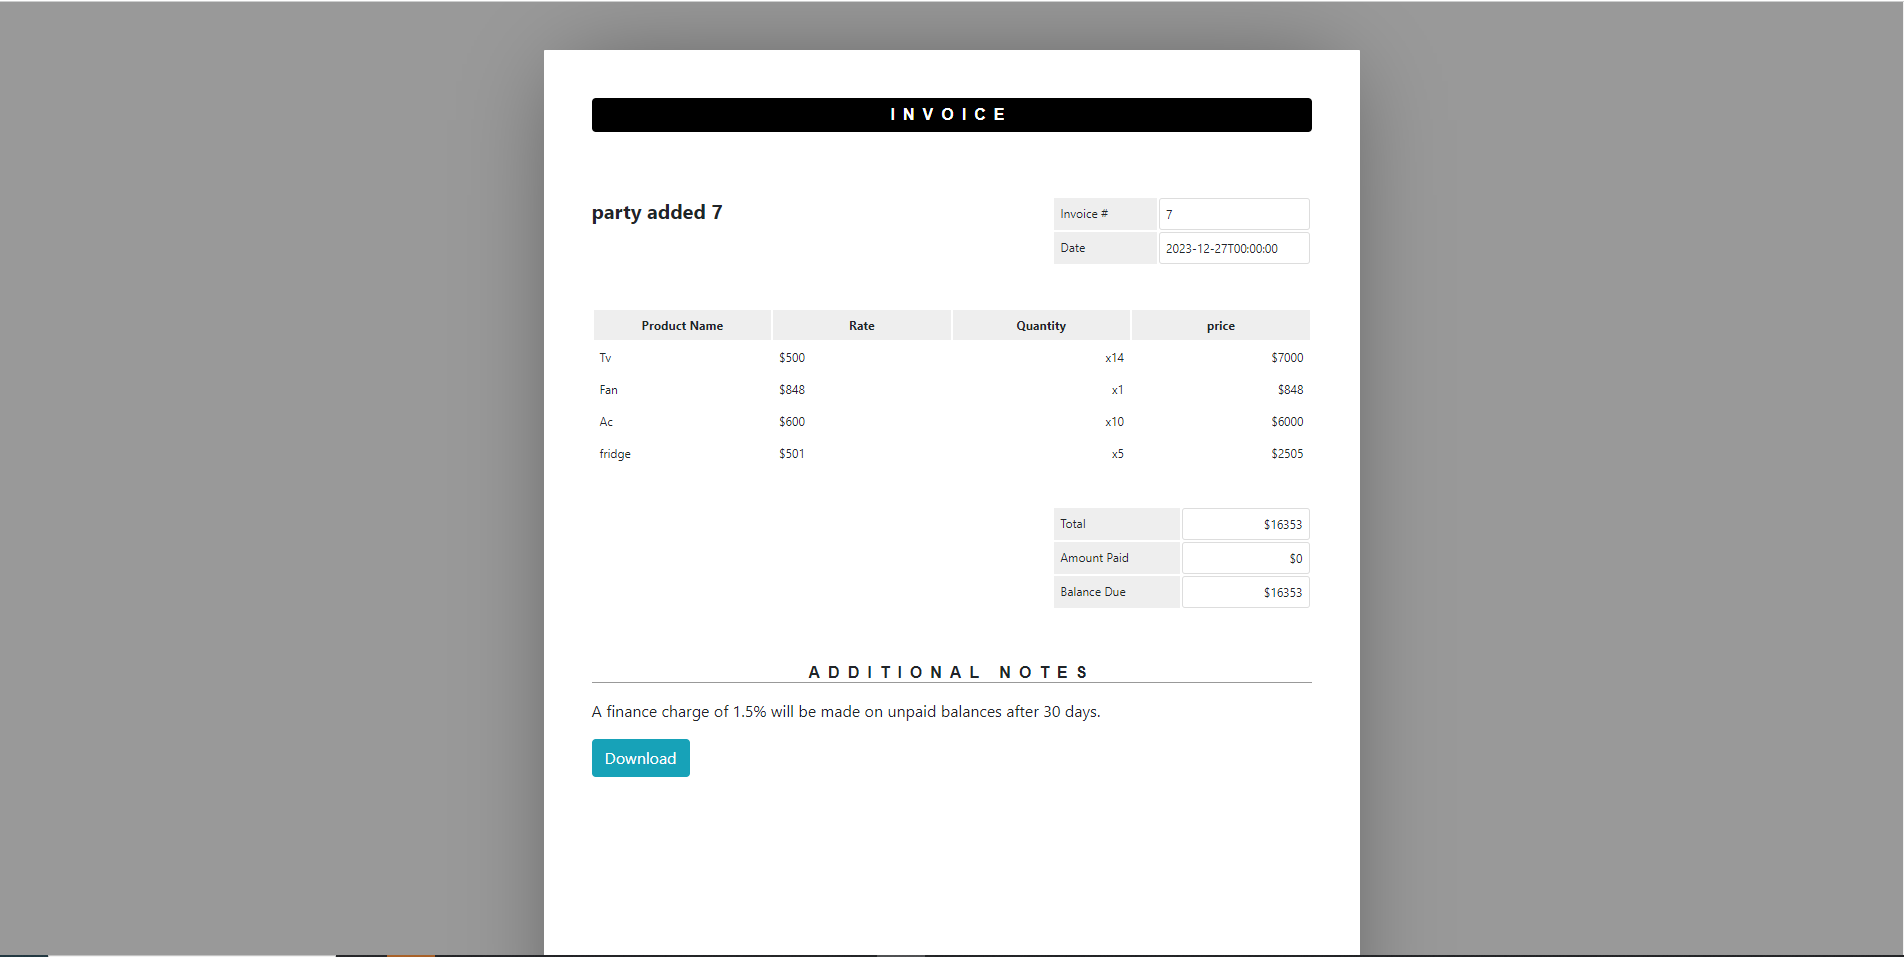 INVOICE
party added 7
Invoice # 7
Date 2023-12-27T00:00:00
Product Name Rate Quantity price
Tv $500 x14 $7000
Fan $848 x1 $848
Ac $600 x10 $6000
fridge $501 x5 $2505
Total $16353
Amount Paid $0
Balance Due $16353
ADDITIONAL NOTES
A finance charge of 1.5% will be made on unpaid balances after 30 days.
Download